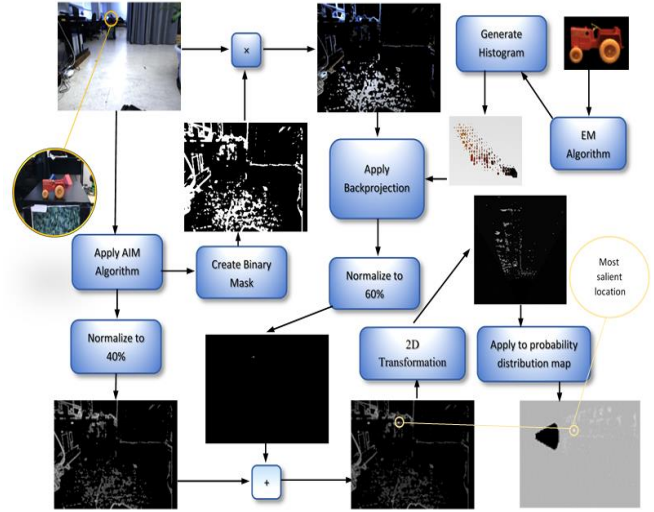 ×
Generate
Histogram
EM
Algorithm
Apply
Backprojection
Apply AIM
Algorithm
Create Binary
Mask
Normalize to
60%
Most
salient
location
Normalize to
40%
2D
Transformation
Apply to probability
distribution map
+